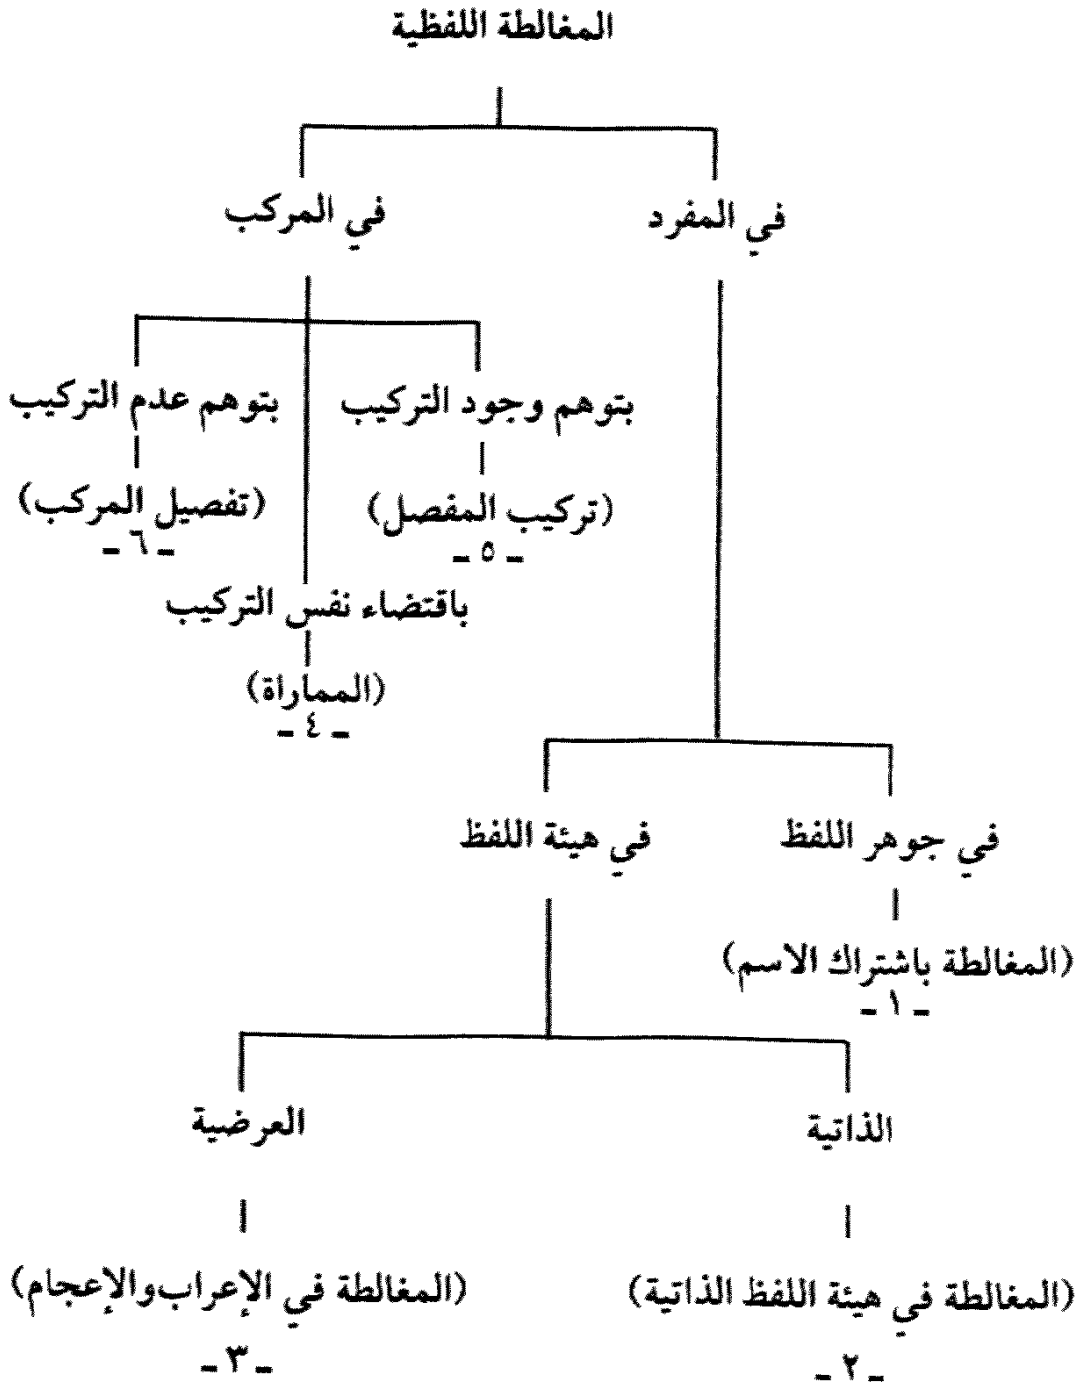 المغالطة اللفظية
في المفرد
في المركب
بتوهم وجود التركيب
بتوهم عدم التركيب
(تركيب المفصل)
- ٥ -
(تفصيل المركب)
- ٦ -
باقتضاء نفس التركيب
(المماراة)
- ٤ -
في جوهر اللفظ
في هيئة اللفظ
(المغالطة باشتراك الاسم)
- ١ -
الذاتية
العرضية
(المغالطة في هيئة اللفظ الذاتية)
- ٢ -
(المغالطة في الإعراب والإعجام)
- ٣ -